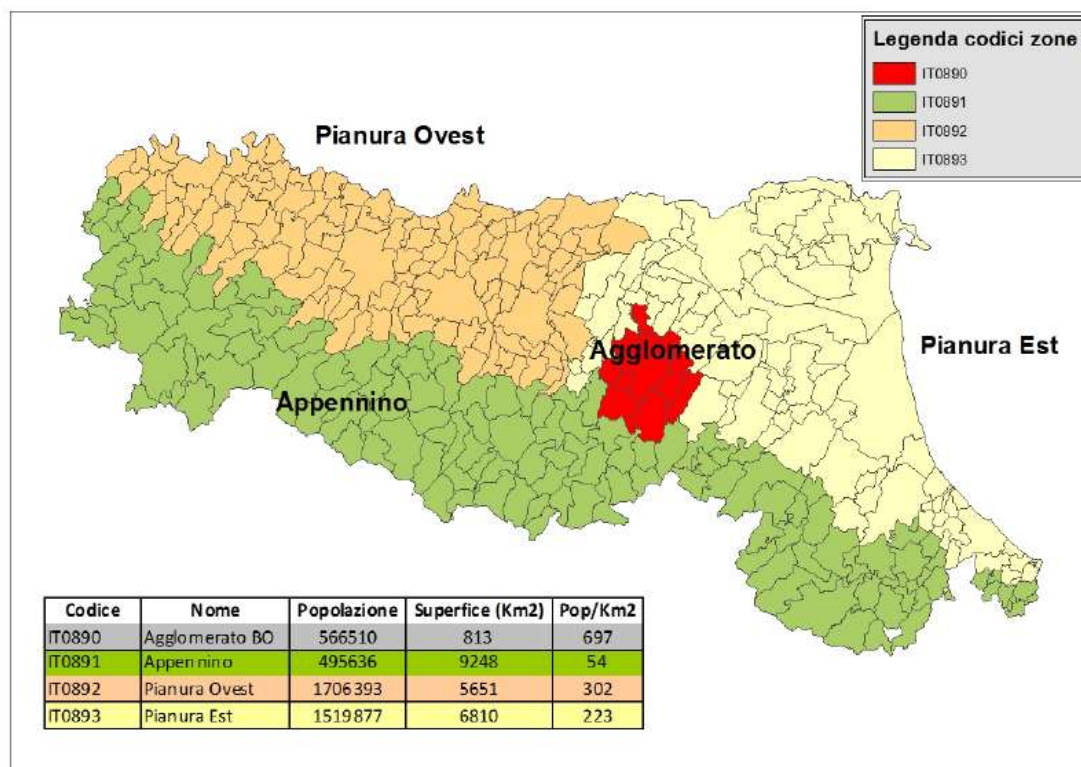 Legenda codici zone
IT0890
IT0891
IT0892
IT0893
Pianura Ovest
Agglomerato
Pianura Est
Appennino
Codice Nome Popolazione Superfice (Km2) Pop/Km2
IT0890 Agglomerato BO 566510 813 697
IT0891 Appennino 495636 9248 54
IT0892 Pianura Ovest 1706393 5651 302
IT0893 Pianura Est 1519877 6810 223